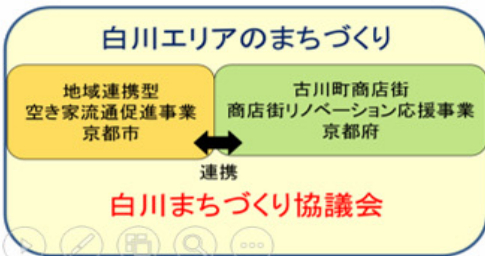 白川エリアのまちづくり
地域連携型
空き家流通促進事業
京都市
古川町商店街
商店街リノベーション応援事業
京都府
連携
白川まちづくり協議会